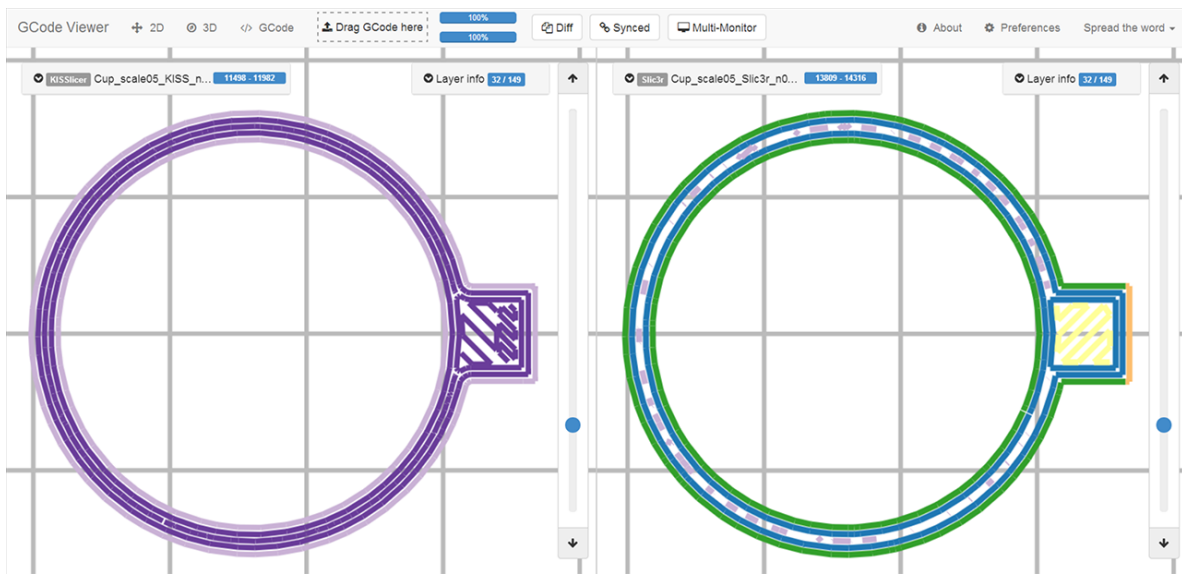 GCode Viewer 2D 3D </> GCode Drag GCode here 100% Diff Synced Multi-Monitor About Preferences Spread the word
100%
KISSlicer Cup_scale05_KISS_n... 11498 - 11982 Layer info 32 / 149
Slic3r Cup_scale05_Slic3r_n0... 13809 - 14316 Layer info 32 / 149